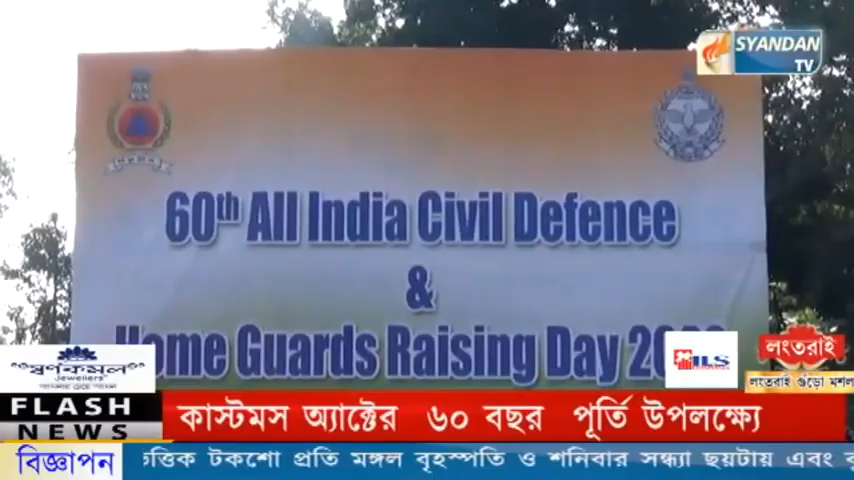 SYANDAN
TV
60th All India Civil Defence
&
Home Guards Raising Day
স্বর্ণকমল
Jewellers
ILS
লংতরাই
লংতরাই গুঁড়ো মশলা
FLASH
NEWS
কাস্টমস অ্যাক্টের ৬০ বছর পূর্তি উপলক্ষ্যে
বিজ্ঞাপন
টকশো প্রতি মঙ্গল বৃহস্পতি ও শনিবার সন্ধ্যা ছয়টায় এবং